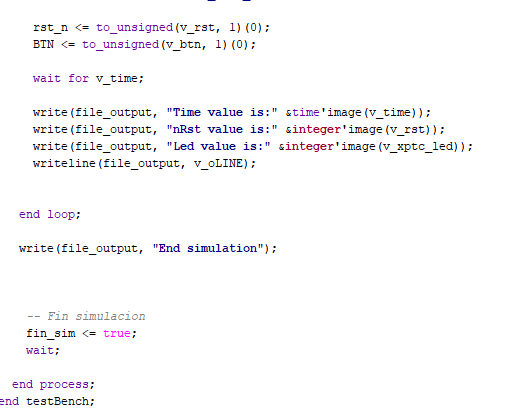 rst_n <= to_unsigned(v_rst, 1)(0);
BTN <= to_unsigned(v_btn, 1)(0);
wait for v_time;
write(file_output, "Time value is:" &time'image(v_time));
write(file_output, "nRst value is:" &integer'image(v_rst));
write(file_output, "Led value is:" &integer'image(v_xptc_led));
writeline(file_output, v_oLINE);
end loop;
write(file_output, "End simulation");
-- Fin simulacion
fin_sim <= true;
wait;
end process;
end testBench;